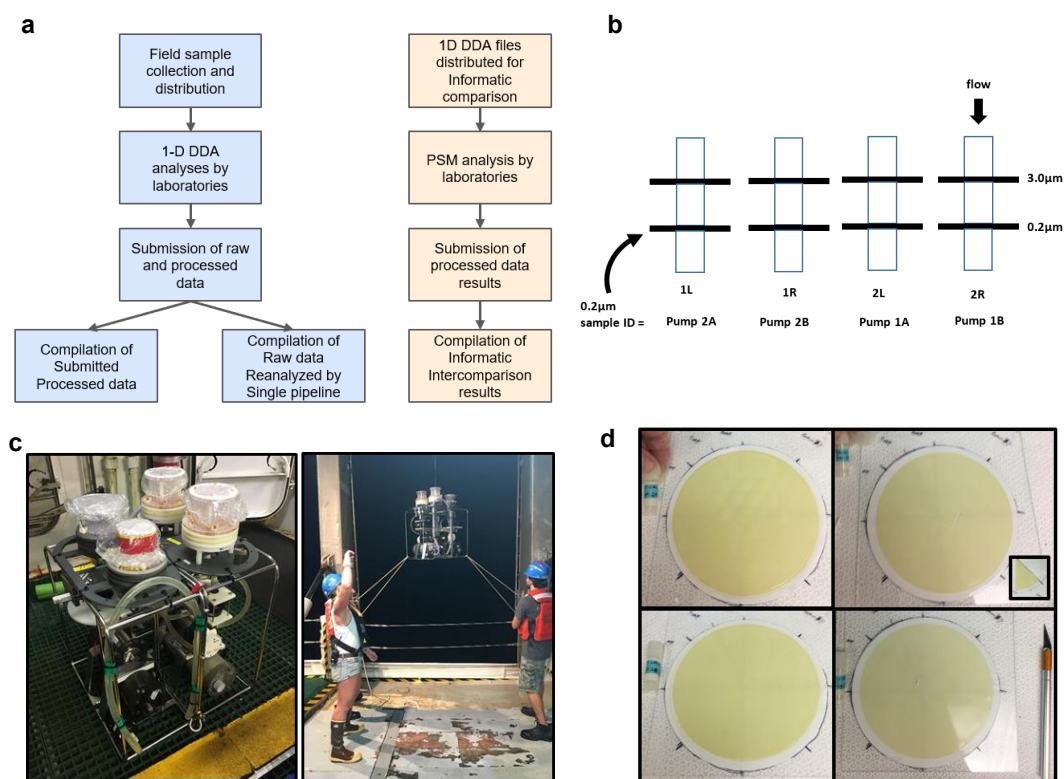 a
Field sample
collection and
distribution
1-D DDA
analyses by
laboratories
Submission of raw
and processed
data
Compilation of
Submitted
Processed data
Compilation of
Raw data
Reanalyzed by
Single pipeline
1D DDA files
distributed for
Informatic
comparison
PSM analysis by
laboratories
Submission of
processed data
results
Compilation of
Informatic
Intercomparison
results
b
flow
3.0µm
0.2µm
1L
1R
2L
2R
0.2µm
sample ID =
Pump 2A
Pump 2B
Pump 1A
Pump 1B
c
d